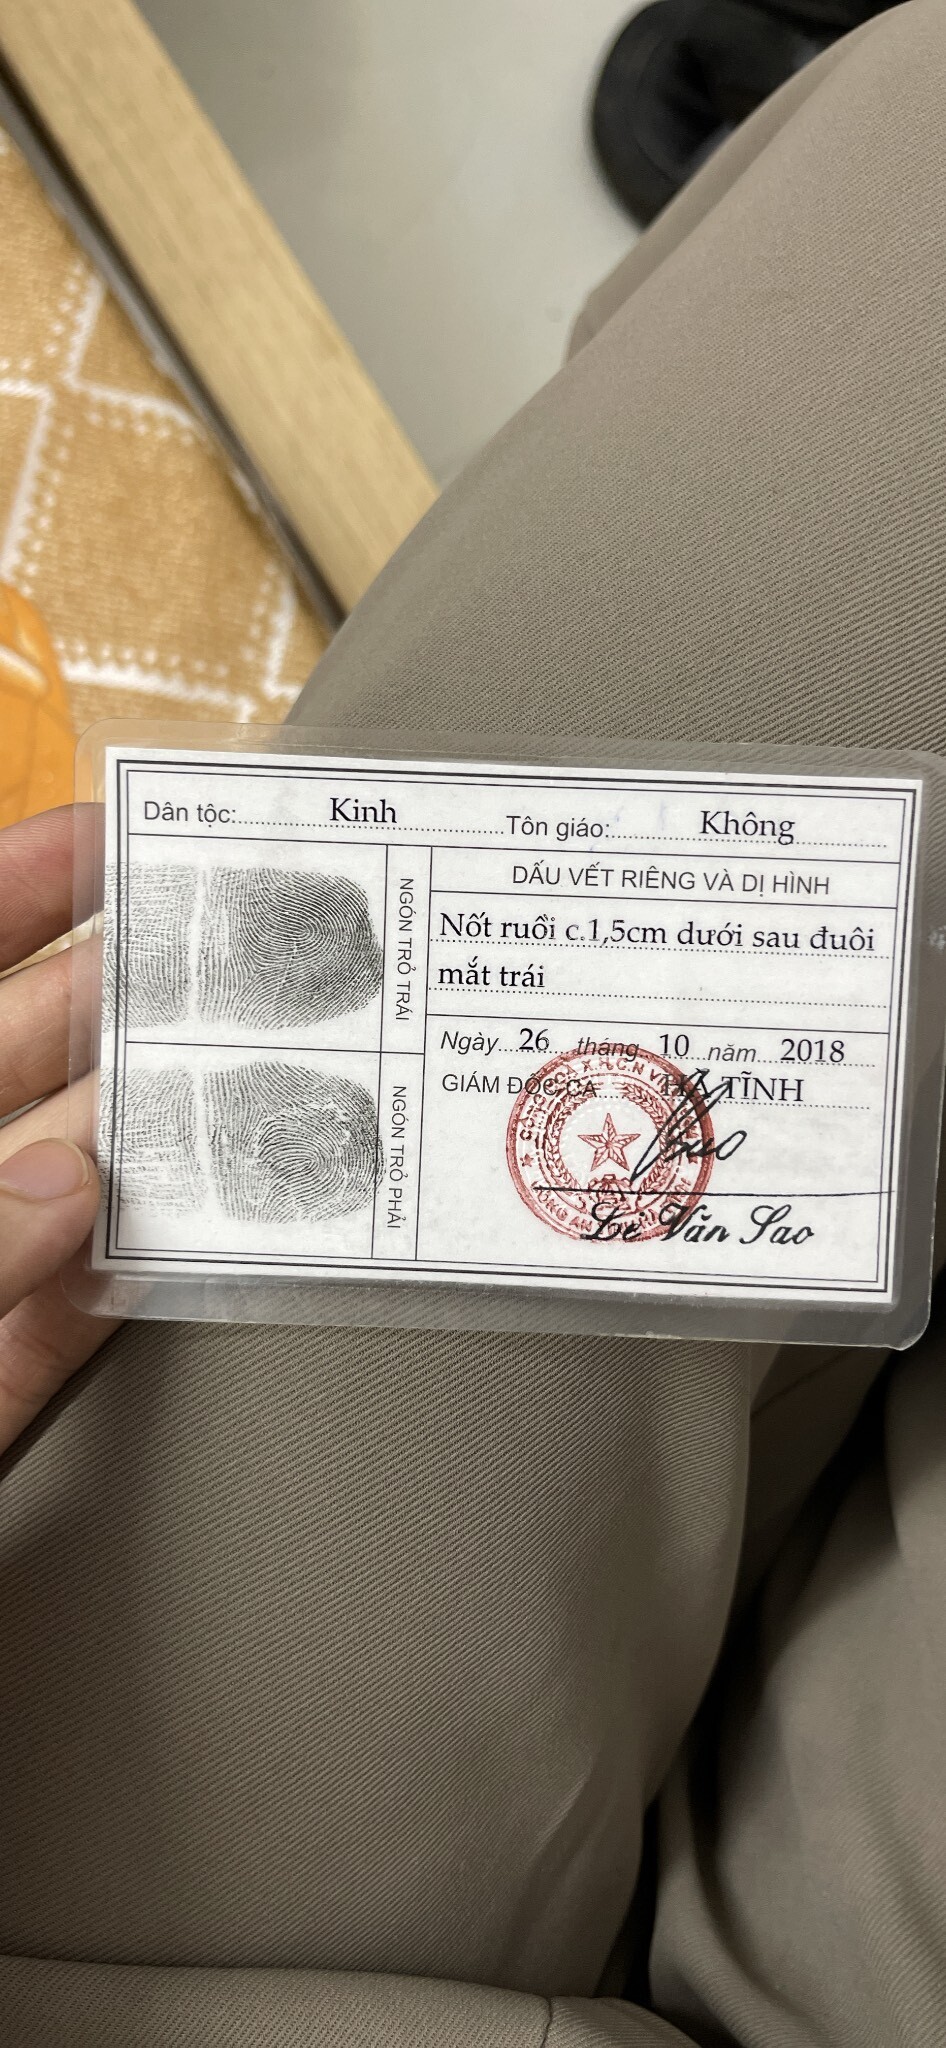 Dân tộc: Kinh Tôn giáo: Không
NGÓN TRỎ TRÁI
NGÓN TRỎ PHẢI
DẤU VẾT RIÊNG VÀ DỊ HÌNH
Nốt ruồi c.1,5cm dưới sau đuôi
mắt trái
Ngày 26 tháng 10 năm 2018
GIÁM ĐỐC CA HÀ TĨNH
Lê Văn Sao